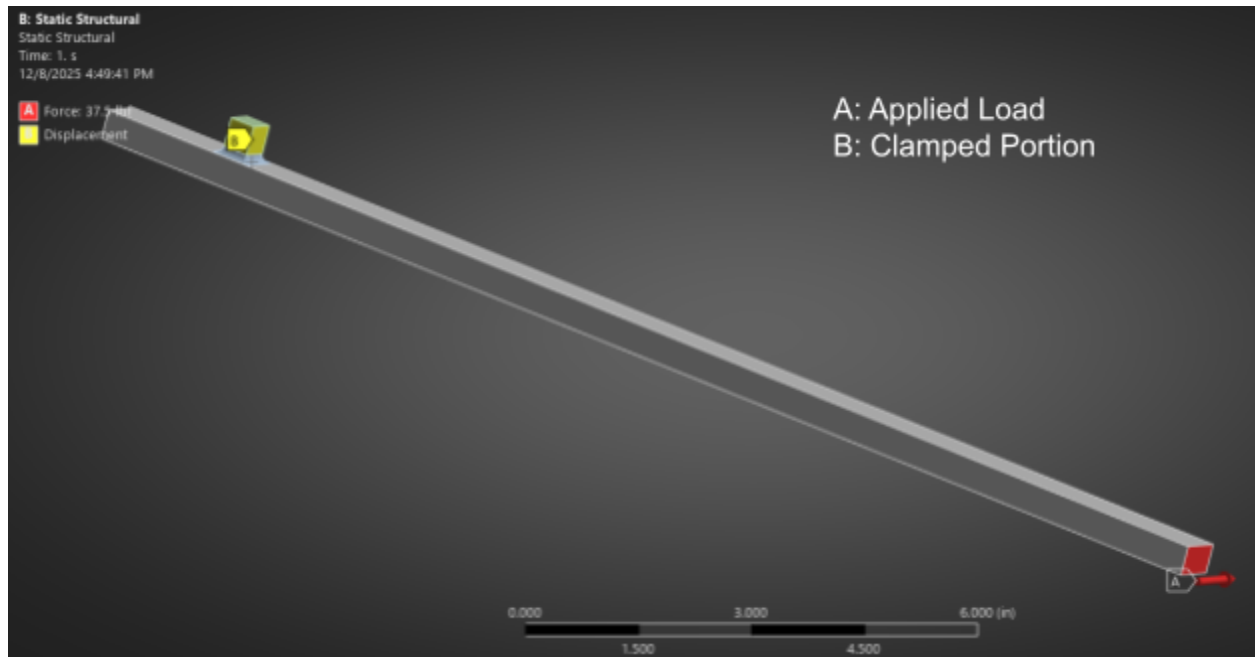 B: Static Structural
Static Structural
Time: 1. s
12/8/2025 4:49:41 PM
A Force: 37.5 lbf
Displacement
A: Applied Load
B: Clamped Portion
B
A
0.000 3.000 6.000 (in)
1.500 4.500